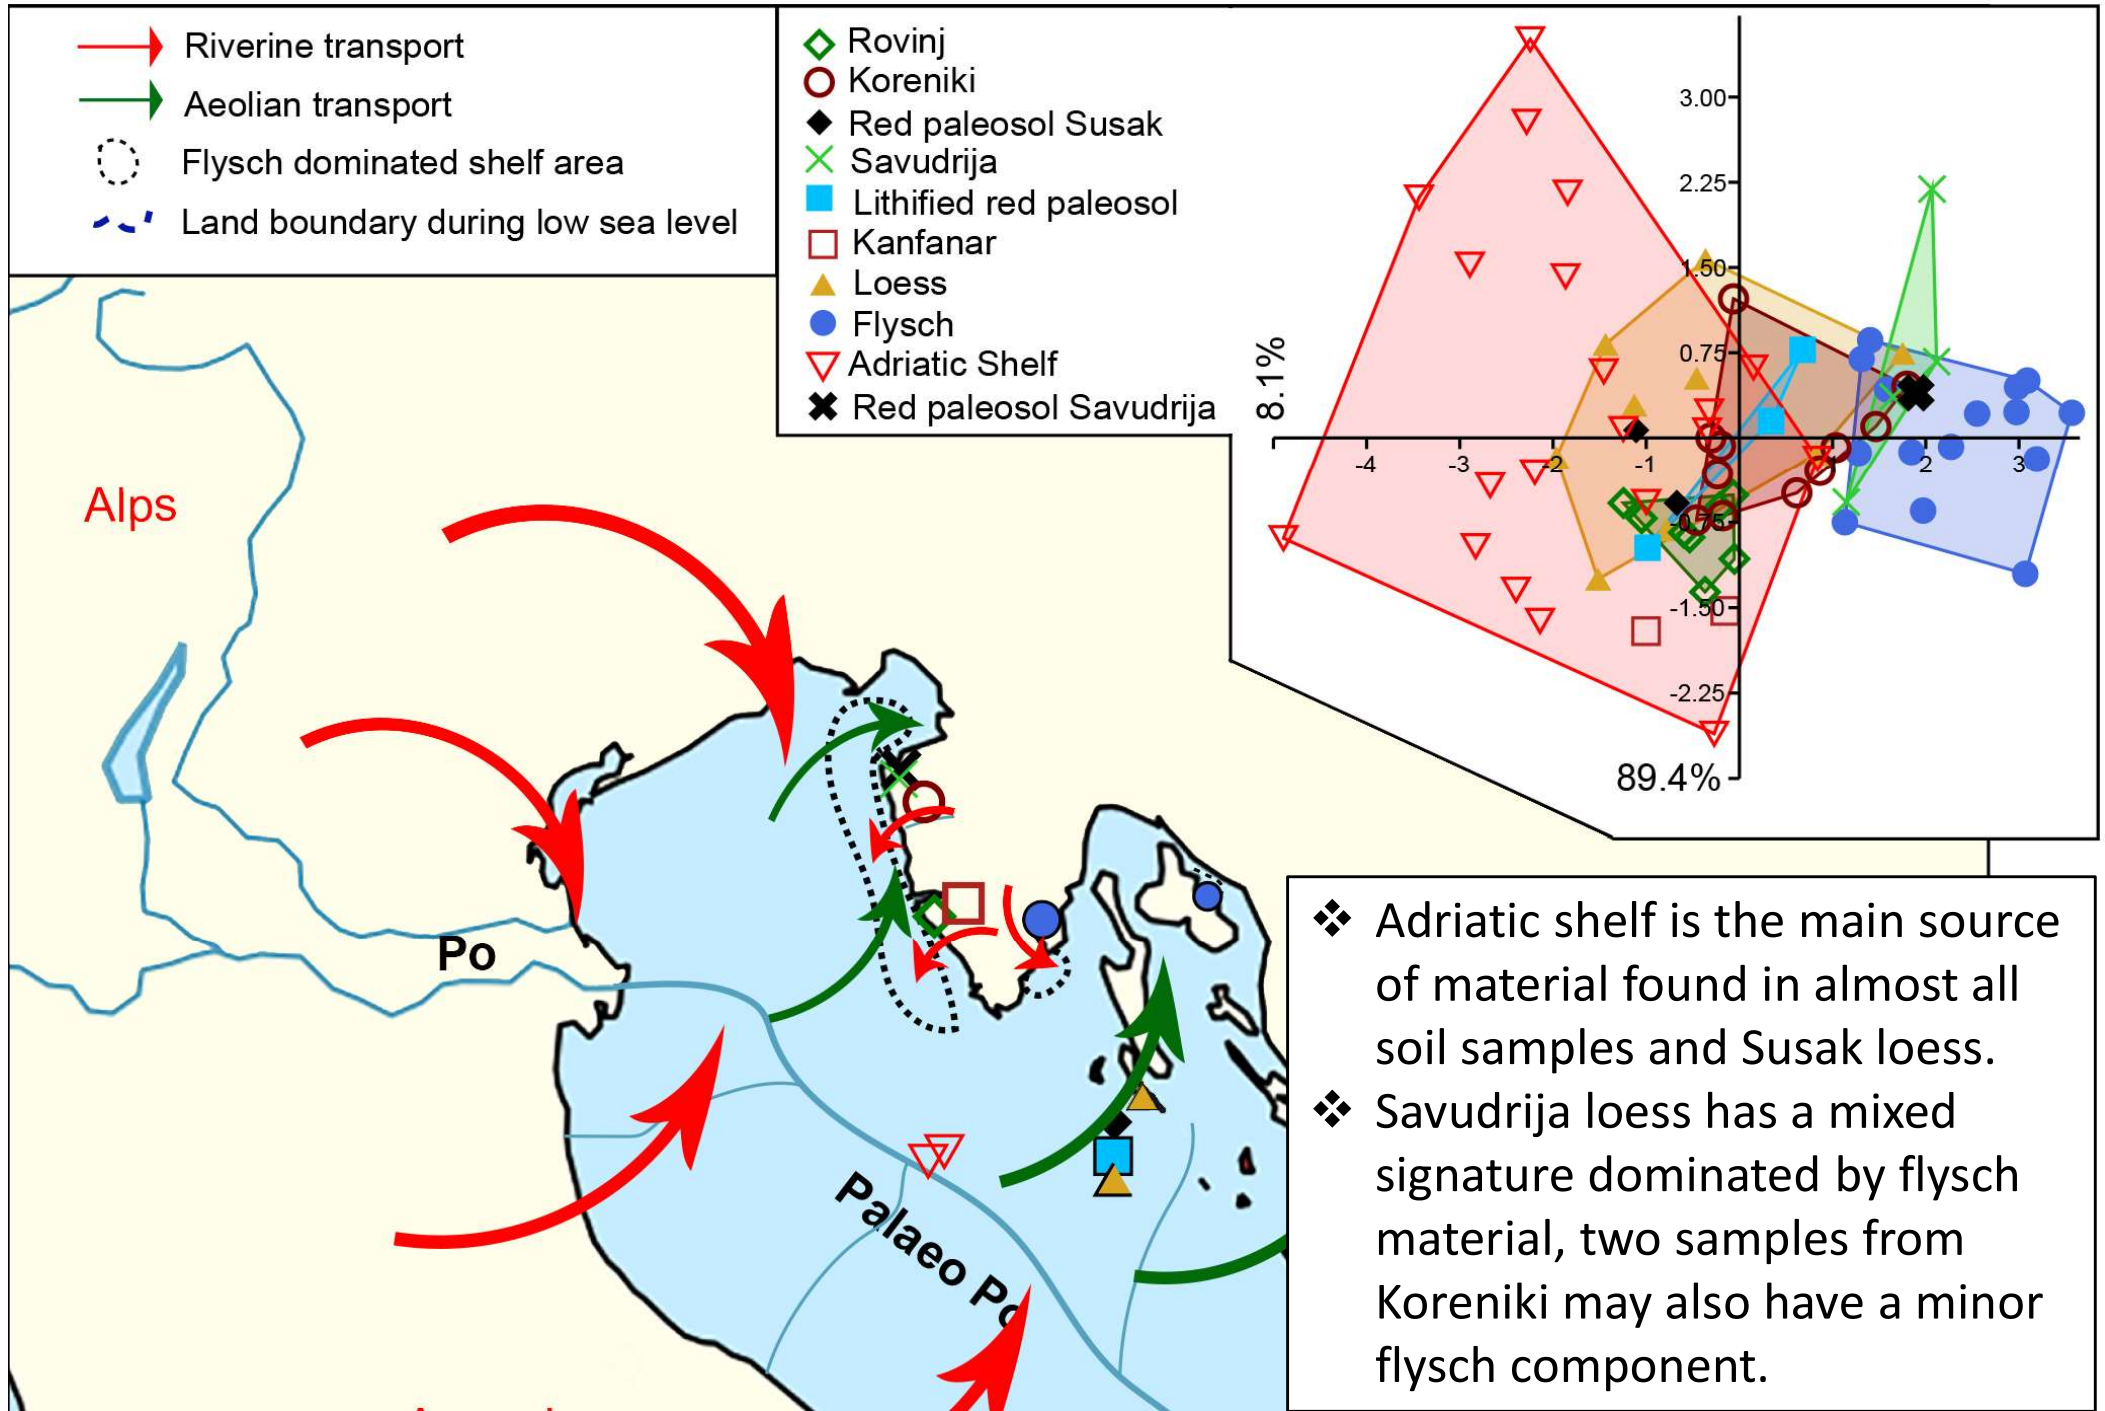 Riverine transport
Aeolian transport
Flysch dominated shelf area
Land boundary during low sea level
Rovinj
Koreniki
Red paleosol Susak
Savudrija
Lithified red paleosol
Kanfanar
Loess
Flysch
Adriatic Shelf
Red paleosol Savudrija
3.00
2.25
1.50
0.75
-0.75
-1.50
-2.25
89.4%
8.1%
-4
-3
-2
-1
2
3
Alps
Po
Palaeo Po
❖ Adriatic shelf is the main source
of material found in almost all
soil samples and Susak loess.
❖ Savudrija loess has a mixed
signature dominated by flysch
material, two samples from
Koreniki may also have a minor
flysch component.